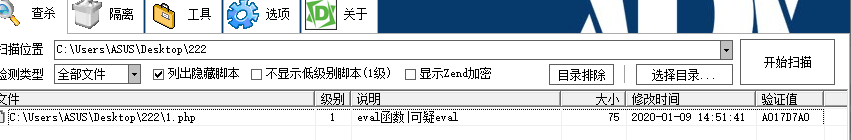 查杀 隔离 工具 选项 关于
扫描位置 C:\Users\ASUS\Desktop\222 开始扫描
检测类型 全部文件 列出隐藏脚本 不显示低级别脚本(1级) 显示Zend加密 目录排除 选择目录...
文件 级别 说明 大小 修改时间 验证值
C:\Users\ASUS\Desktop\222\1.php 1 eval函数|可疑eval 75 2020-01-09 14:51:41 A017D7A0